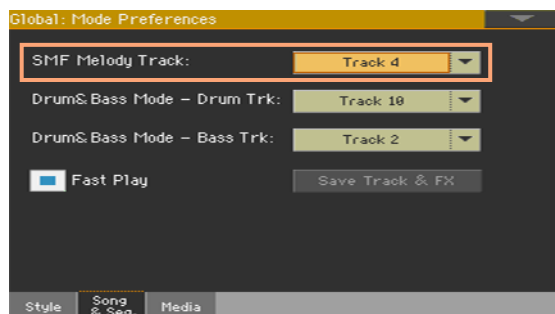 Global: Mode Preferences
SMF Melody Track: Track 4
Drum& Bass Mode - Drum Trk: Track 10
Drum& Bass Mode - Bass Trk: Track 2
Fast Play Save Track & FX
Style Song & Seq Media